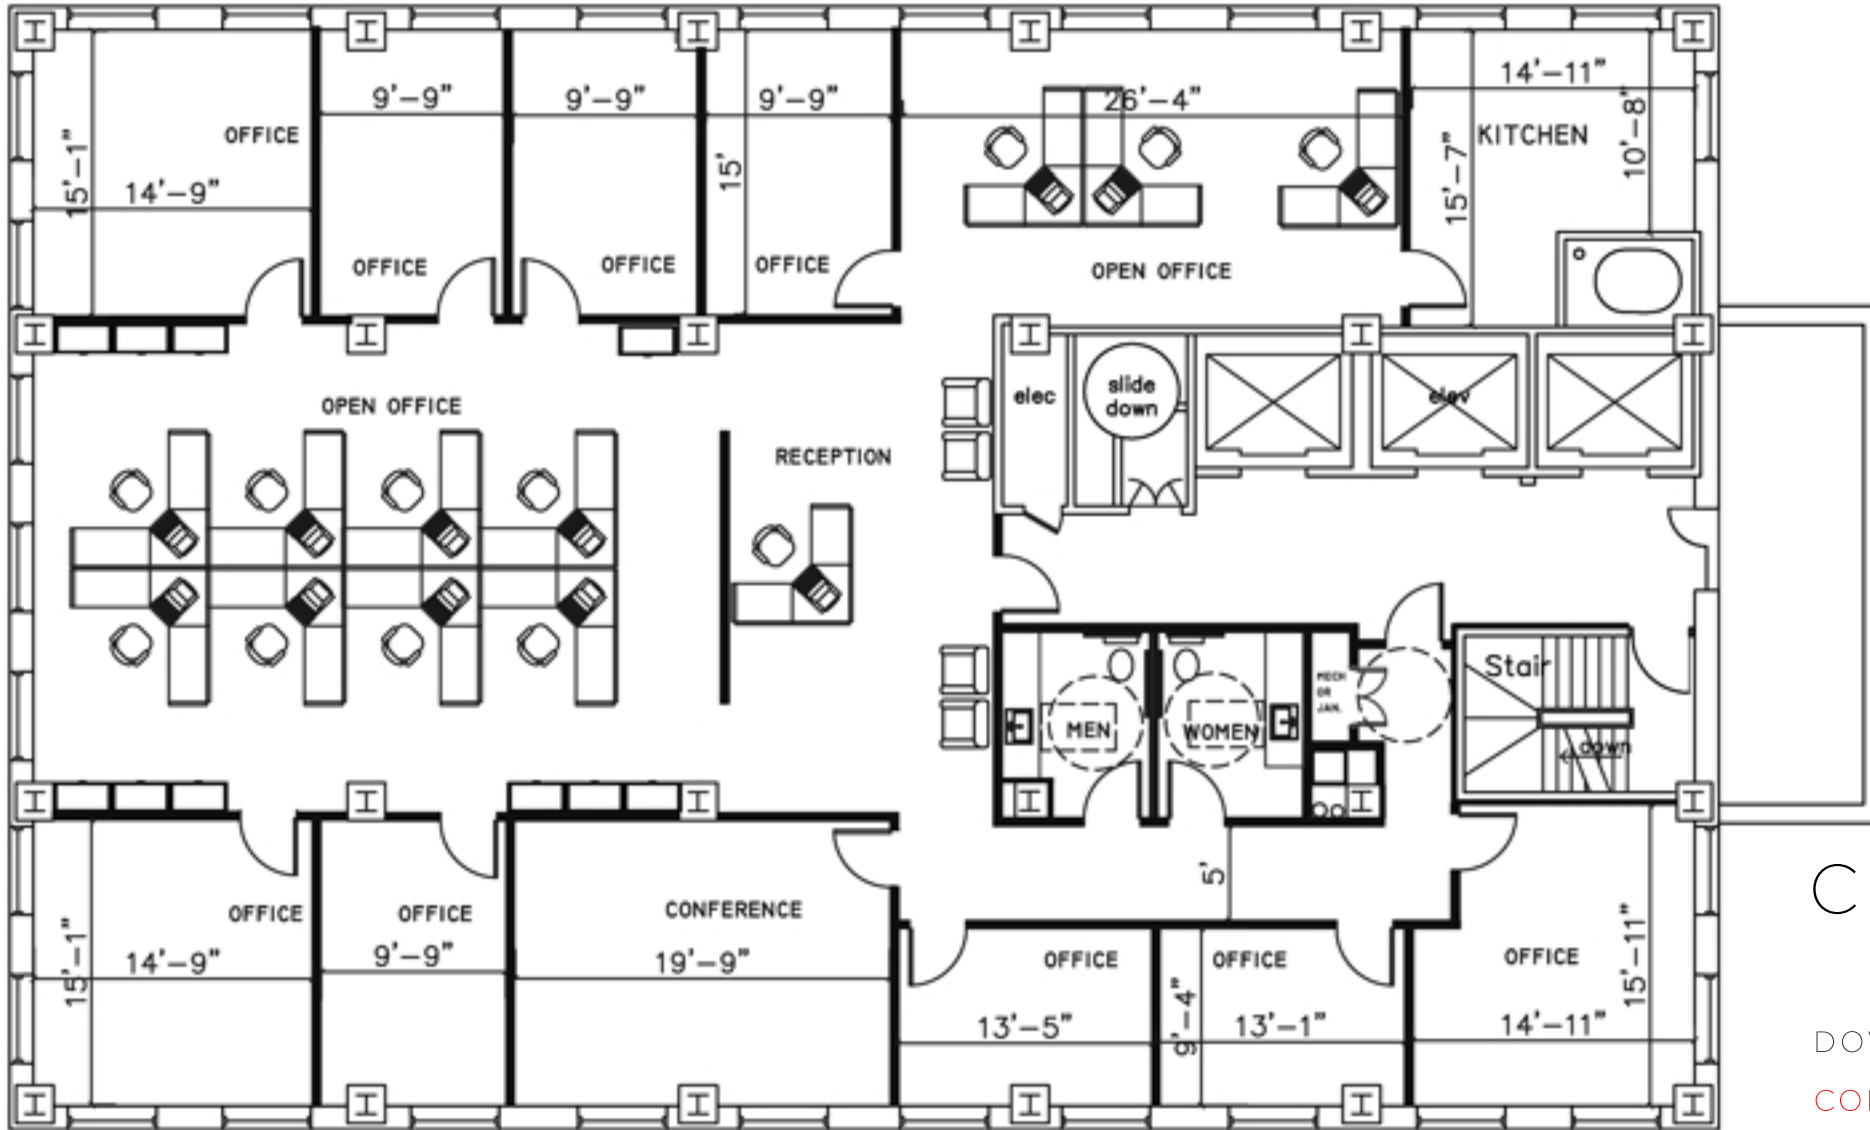 14'-11"
9'-9"
9'-9"
9'-9"
26'-4"
10'-8"
OFFICE
KITCHEN
15'-1"
14'-9"
15'
15'-7"
OFFICE
OFFICE
OFFICE
OPEN OFFICE
slide
down
elec
elev
OPEN OFFICE
RECEPTION
Stair
MECH
OR
JAN.
MEN
WOMEN
down
5'
OFFICE
OFFICE
CONFERENCE
C
15'-1"
14'-9"
9'-9"
19'-9"
OFFICE
OFFICE
OFFICE
15'-11"
13'-5"
9'-4"
13'-1"
14'-11"